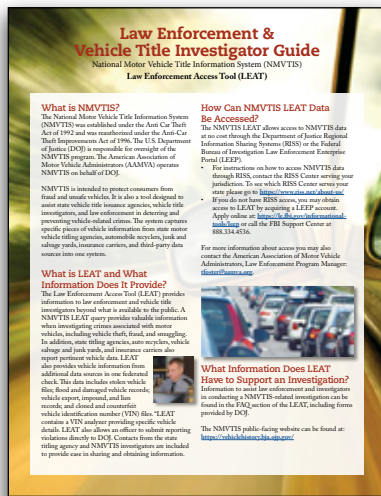 Law Enforcement &
Vehicle Title Investigator Guide
National Motor Vehicle Title Information System (NMVTIS)
Law Enforcement Access Tool (LEAT)
What is NMVTIS?
The National Motor Vehicle Title Information System
(NMVTIS) was established under the Anti Car Theft
Act of 1992 and was reauthorized under the Anti-Car
Theft Improvements Act of 1996. The U.S. Department
of Justice (DOJ) is responsible for oversight of the
NMVTIS program. The American Association of
Motor Vehicle Administrators (AAMVA) operates
NMVTIS on behalf of DOJ.
NMVTIS is intended to protect consumers from
fraud and unsafe vehicles. It is also a tool designed to
assist state vehicle title issuance agencies, vehicle title
investigators, and law enforcement in deterring and
preventing vehicle-related crimes. The system captures
specific pieces of vehicle information from state motor
vehicle titling agencies, automobile recyclers, junk and
salvage yards, insurance carriers, and third-party data
sources into one system.
What is LEAT and What
Information Does It Provide?
The Law Enforcement Access Tool (LEAT) provides
information to law enforcement and vehicle title
investigators beyond what is available to the public. A
NMVTIS LEAT query provides valuable information
when investigating crimes associated with motor
vehicles, including vehicle theft, fraud, and smuggling.
In addition, state titling agencies, auto recyclers, vehicle
salvage and junk yards, and insurance carriers also
report pertinent vehicle data. LEAT
also provides vehicle information from
additional data sources in one federated
check. This data includes stolen vehicle
files; flood and damaged vehicle records;
vehicle export, impound, and lien
records; and cloned and counterfeit
vehicle identification number (VIN) files. "LEAT
contains a VIN analyzer providing specific vehicle
details. LEAT also allows an officer to submit reporting
violations directly to DOJ. Contacts from the state
titling agency and NMVTIS investigators are included
to provide ease in sharing and obtaining information.
How Can NMVTIS LEAT Data
Be Accessed?
The NMVTIS LEAT allows access to NMVTIS data
at no cost through the Department of Justice Regional
Information Sharing Systems (RISS) or the Federal
Bureau of Investigation Law Enforcement Enterprise
Portal (LEEP).
• For instructions on how to access NMVTIS data
through RISS, contact the RISS Center serving your
jurisdiction. To see which RISS Center serves your
state please go to https://www.riss.net/about-us/
• If you do not have RISS access, you may obtain
access to LEAT by acquiring a LEEP account.
Apply online at: https://le.fbi.gov/informational-
tools/leep or call the FBI Support Center at
888.334.4536.
For more information about access you may also
contact the American Association of Motor Vehicle
Administrators, Law Enforcement Program Manager:
tfoster@aamva.org.
What Information Does LEAT
Have to Support an Investigation?
Information to assist law enforcement and investigators
in conducting a NMVTIS-related investigation can be
found in the FAQ section of the LEAT, including forms
provided by DOJ.
The NMVTIS public-facing website can be found at:
https://vehiclehistory.bja.ojp.gov/